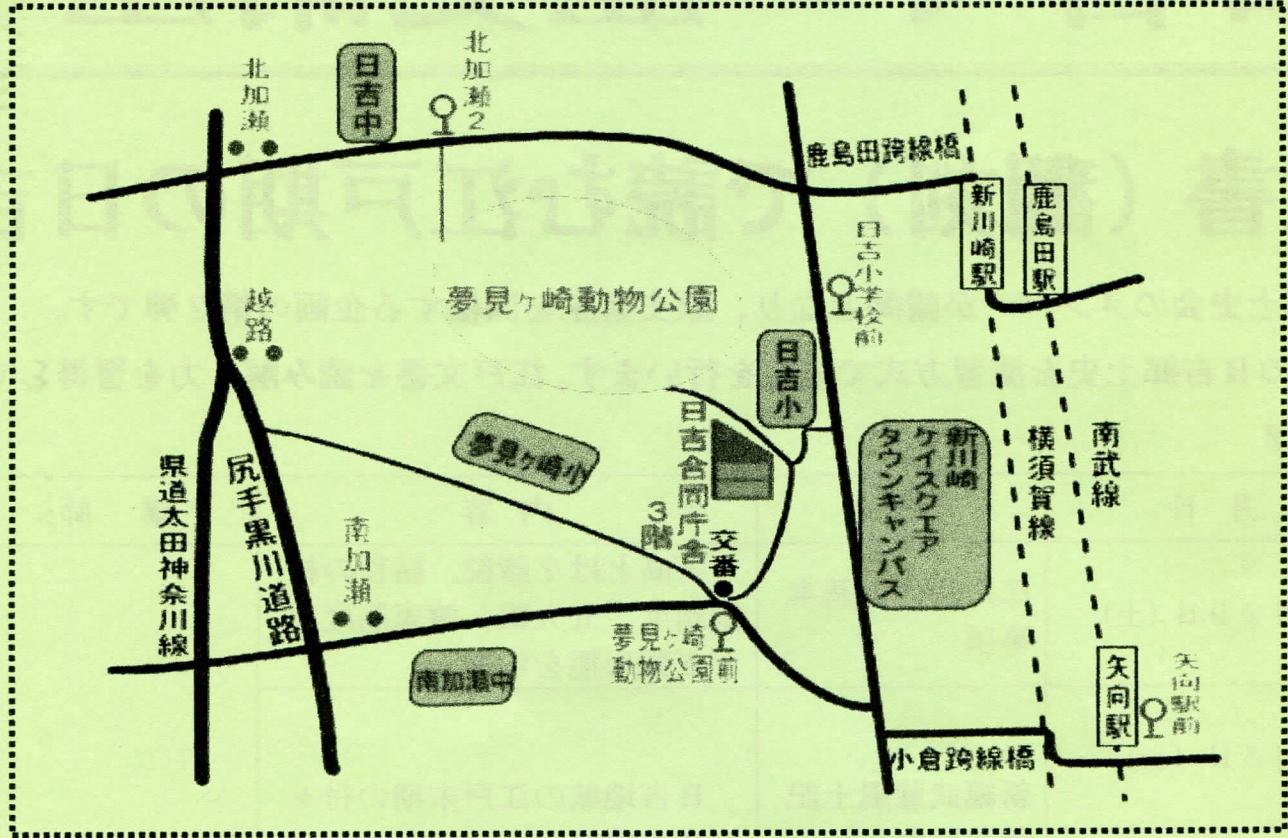 北加瀬
日吉中
北加瀬2
鹿島田跨線橋
新川崎駅
鹿島田駅
日吉小学校前
越路
夢見ヶ崎動物公園
日吉小
日吉合同庁舎
3階
夢見ヶ崎小
新川崎
ケイスクエア
タウンキャンパス
横須賀線
南武線
県道太田神奈川線
尻手黒川道路
南加瀬
交番
夢見ヶ崎
動物公園前
南加瀬中
矢向駅
矢向駅前
小倉跨線橋